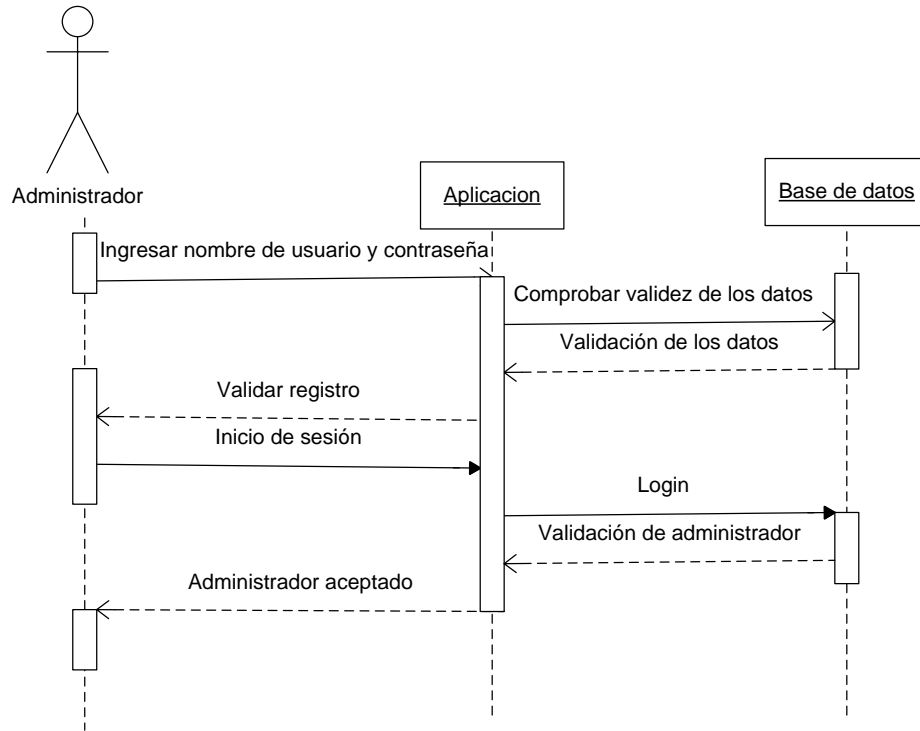 Administrador
Aplicacion
Base de datos
Ingresar nombre de usuario y contraseña
Comprobar validez de los datos
Validación de los datos
Validar registro
Inicio de sesión
Login
Validación de administrador
Administrador aceptado